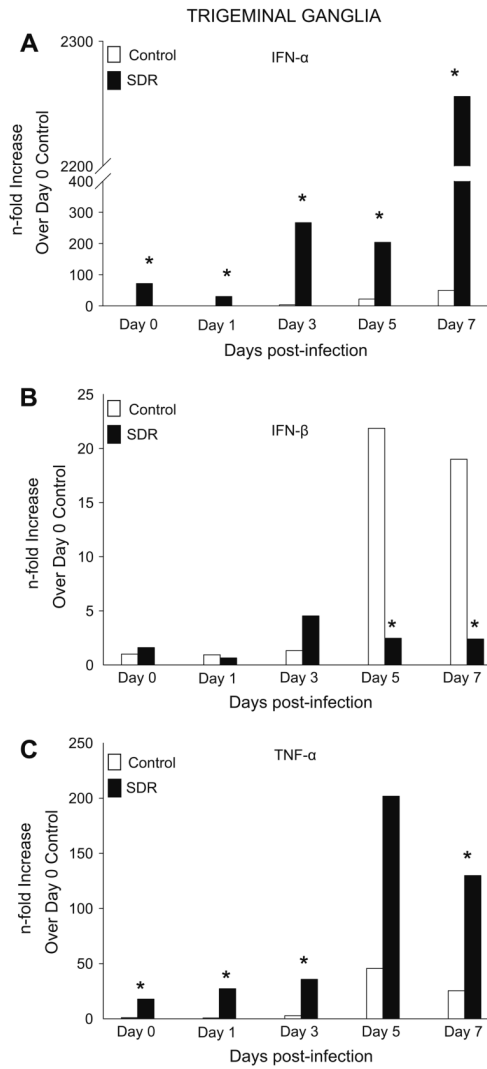 TRIGEMINAL GANGLIA
A
2300
Control
SDR
IFN-α
*
2200
400
300
200
100
0
*
*
*
*
n-fold Increase
Over Day 0 Control
Day 0 Day 1 Day 3 Day 5 Day 7
Days post-infection
B
25
20
15
10
5
0
Control
SDR
IFN-β
*
*
n-fold Increase
Over Day 0 Control
Day 0 Day 1 Day 3 Day 5 Day 7
Days post-infection
C
250
200
150
100
50
0
Control
SDR
TNF-α
*
*
*
*
n-fold Increase
Over Day 0 Control
Day 0 Day 1 Day 3 Day 5 Day 7
Days post-infection